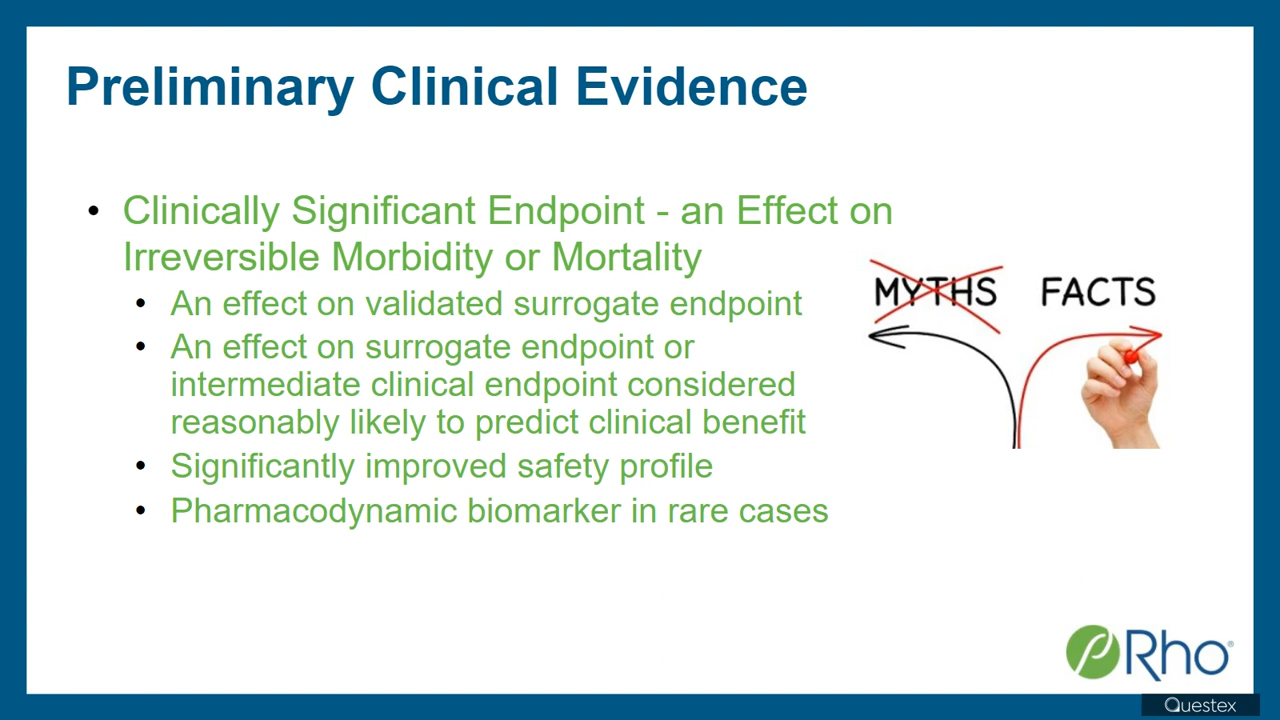 Preliminary Clinical Evidence
• Clinically Significant Endpoint - an Effect on
Irreversible Morbidity or Mortality
• An effect on validated surrogate endpoint
• An effect on surrogate endpoint or
intermediate clinical endpoint considered
reasonably likely to predict clinical benefit
• Significantly improved safety profile
• Pharmacodynamic biomarker in rare cases
MYTHS FACTS
Rho®
Questex